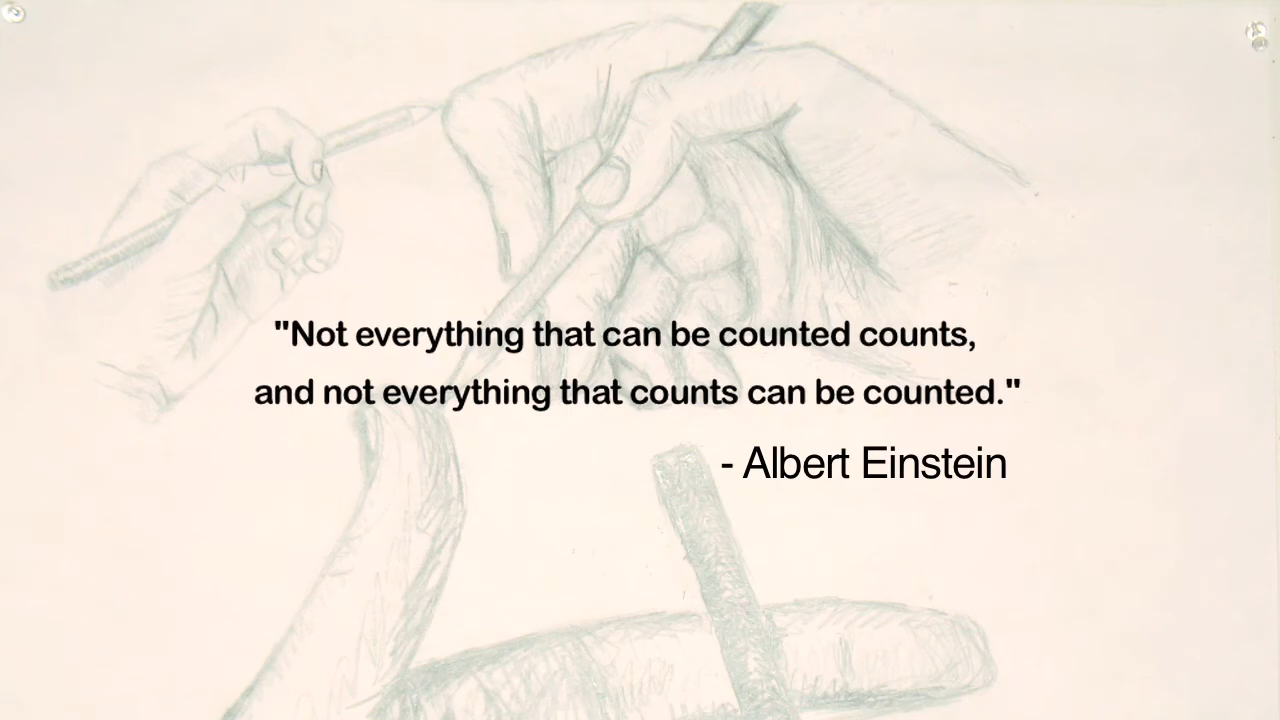 "Not everything that can be counted counts,
and not everything that counts can be counted."
- Albert Einstein